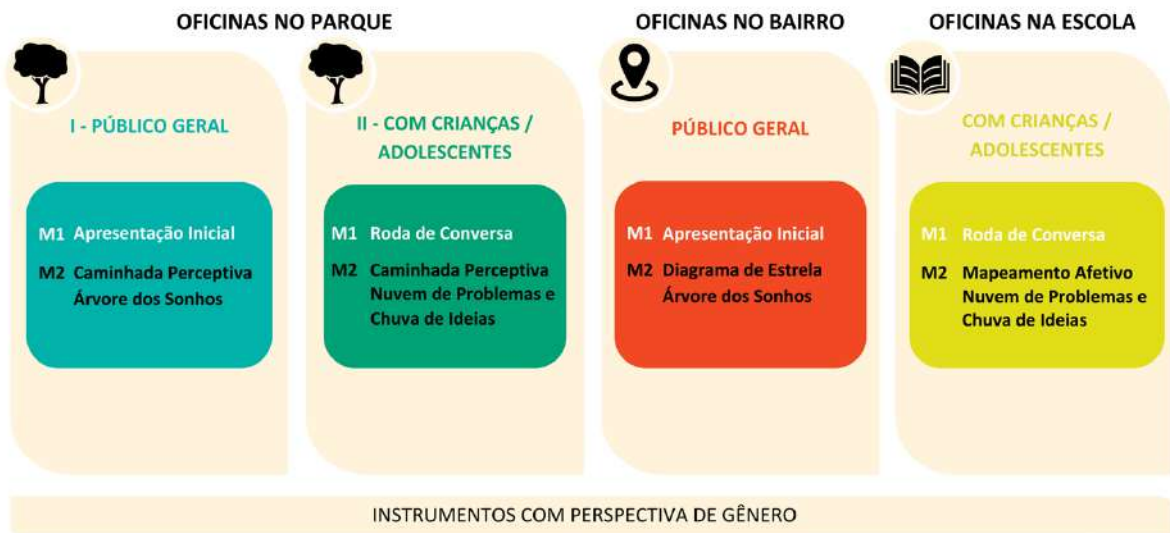 OFICINAS NO PARQUE
I - PÚBLICO GERAL
M1 Apresentação Inicial
M2 Caminhada Perceptiva
Árvore dos Sonhos
II - COM CRIANÇAS /
ADOLESCENTES
M1 Roda de Conversa
M2 Caminhada Perceptiva
Nuvem de Problemas e
Chuva de Ideias
OFICINAS NO BAIRRO
PÚBLICO GERAL
M1 Apresentação Inicial
M2 Diagrama de Estrela
Árvore dos Sonhos
OFICINAS NA ESCOLA
COM CRIANÇAS /
ADOLESCENTES
M1 Roda de Conversa
M2 Mapeamento Afetivo
Nuvem de Problemas e
Chuva de Ideias
INSTRUMENTOS COM PERSPECTIVA DE GÊNERO